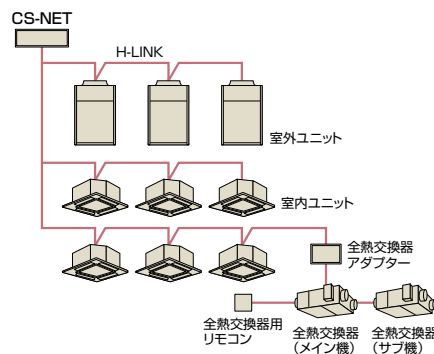 CS-NET
H-LINK
室外ユニット
室内ユニット
全熱交換器
アダプター
全熱交換器用
リモコン
全熱交換器
(メイン機)
全熱交換器
(サブ機)